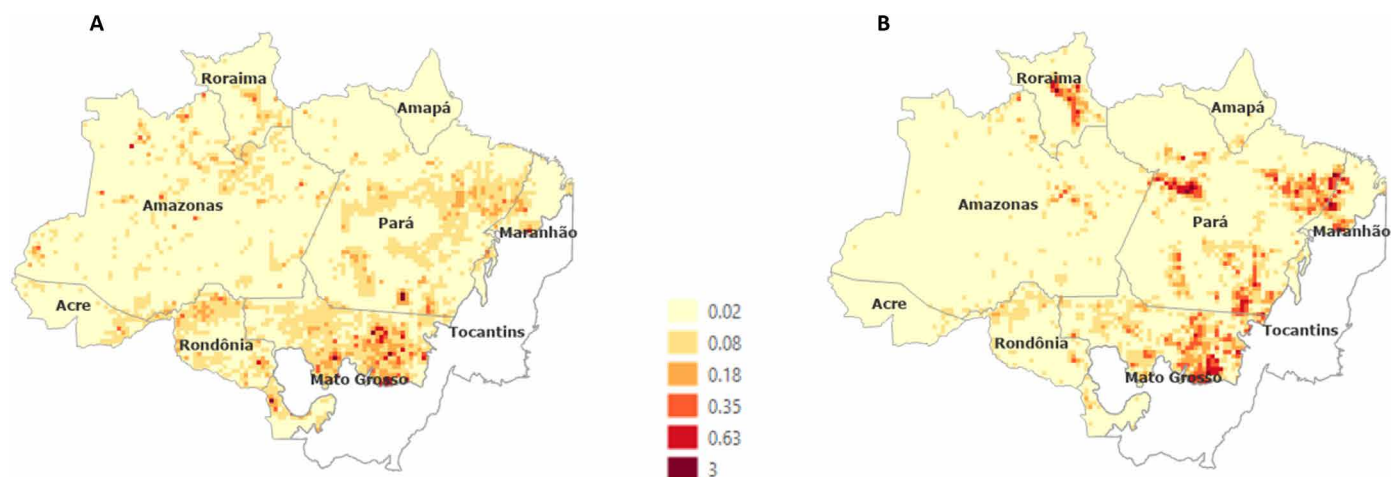 A
Roraima
Amapá
Amazonas
Pará
Maranhão
Acre
Rondônia
Tocantins
Mato Grosso
0.02
0.08
0.18
0.35
0.63
3
B
Roraima
Amapá
Amazonas
Pará
Maranhão
Acre
Rondônia
Tocantins
Mato Grosso